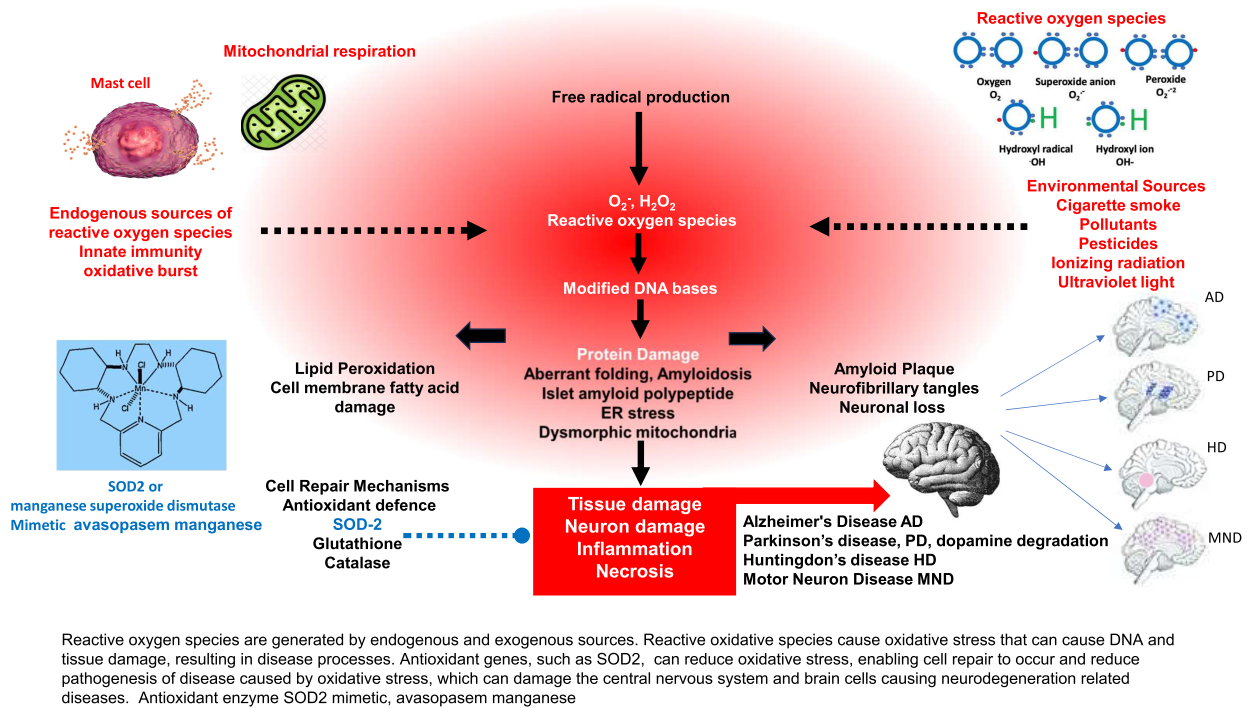 Mitochondrial respiration
Mast cell
Reactive oxygen species
Oxygen
O2
Superoxide anion
O2·-
Peroxide
O2·-2
H
H
Hydroxyl radical
·OH
Hydroxyl ion
OH-
Free radical production
O2·-, H2O2
Reactive oxygen species
Modified DNA bases
Endogenous sources of
reactive oxygen species
Innate immunity
oxidative burst
Environmental Sources
Cigarette smoke
Pollutants
Pesticides
Ionizing radiation
Ultraviolet light
Protein Damage
Aberrant folding, Amyloidosis
Islet amyloid polypeptide
ER stress
Dysmorphic mitochondria
Lipid Peroxidation
Cell membrane fatty acid
damage
Amyloid Plaque
Neurofibrillary tangles
Neuronal loss
AD
PD
HD
MND
H
Cl
H
N
N
Mn
Cl
N
N
H
H
N
SOD2 or
manganese superoxide dismutase
Mimetic avasopasem manganese
Cell Repair Mechanisms
Antioxidant defence
SOD-2
Glutathione
Catalase
Tissue damage
Neuron damage
Inflammation
Necrosis
Alzheimer's Disease AD
Parkinson’s disease, PD, dopamine degradation
Huntingdon’s disease HD
Motor Neuron Disease MND
Reactive oxygen species are generated by endogenous and exogenous sources. Reactive oxidative species cause oxidative stress that can cause DNA and
tissue damage, resulting in disease processes. Antioxidant genes, such as SOD2, can reduce oxidative stress, enabling cell repair to occur and reduce
pathogenesis of disease caused by oxidative stress, which can damage the central nervous system and brain cells causing neurodegeneration related
diseases. Antioxidant enzyme SOD2 mimetic, avasopasem manganese